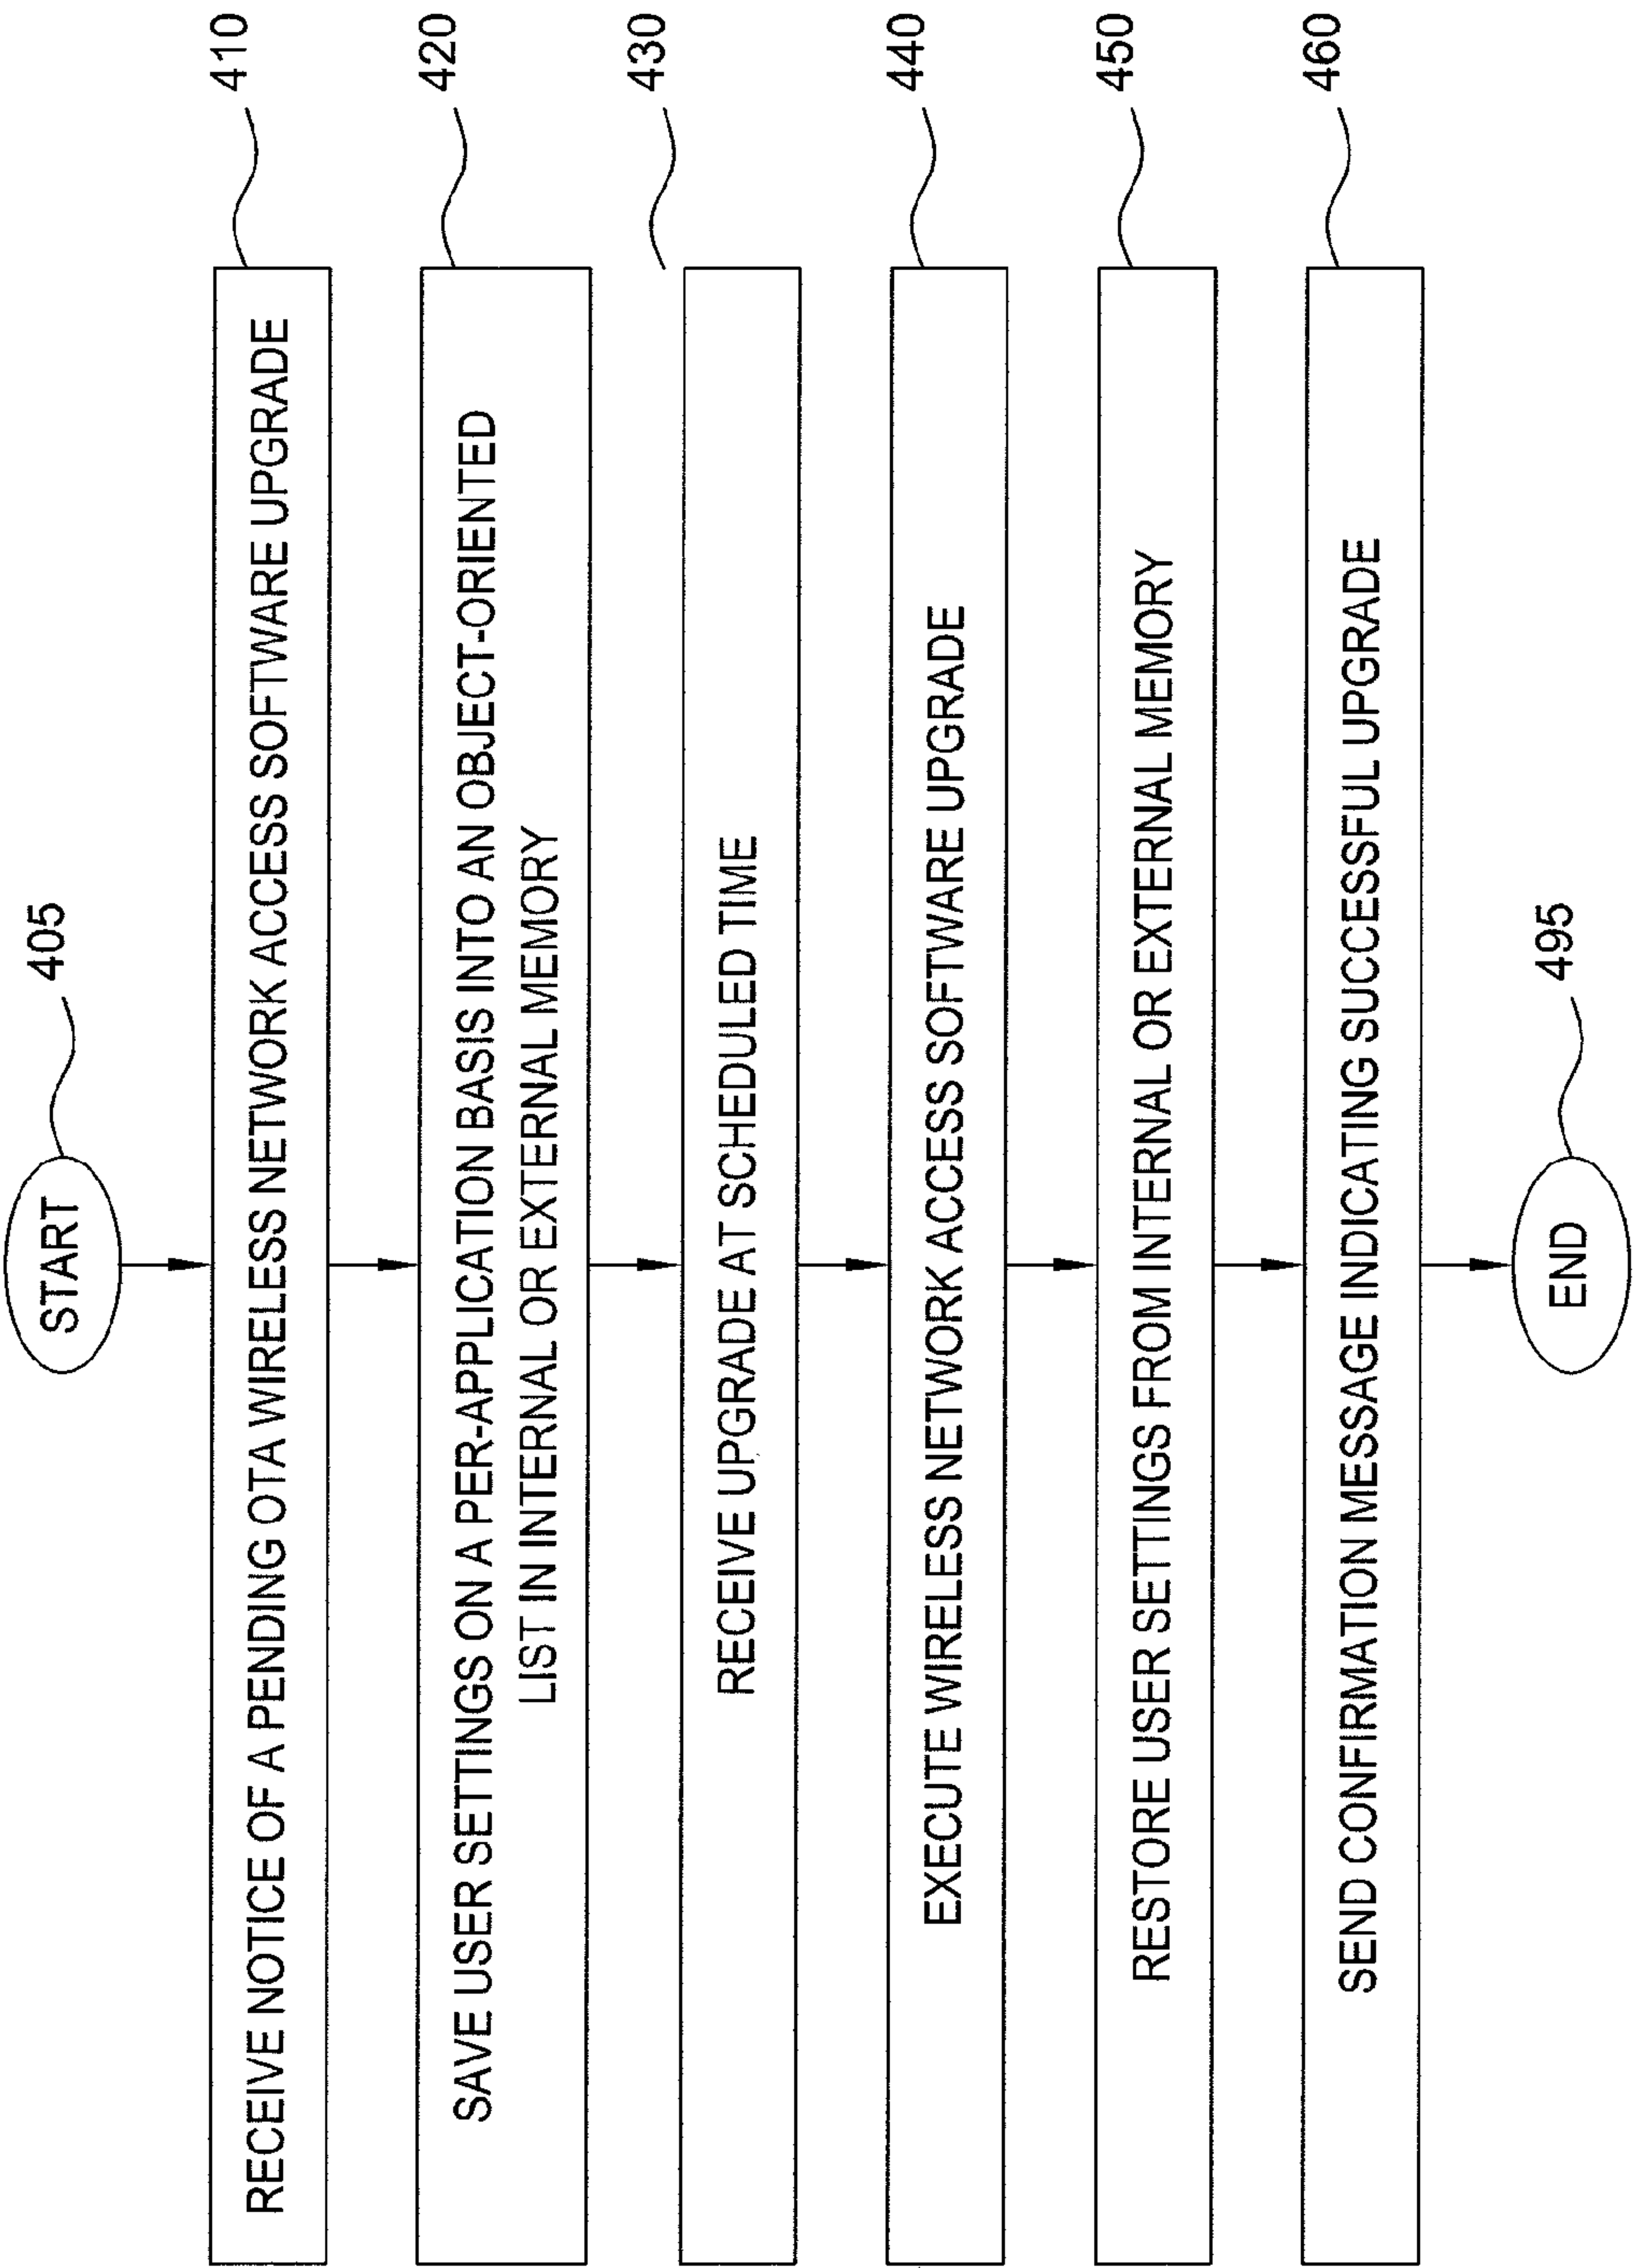 START
405
RECEIVE NOTICE OF A PENDING OTA WIRELESS NETWORK ACCESS SOFTWARE UPGRADE
410
SAVE USER SETTINGS ON A PER-APPLICATION BASIS INTO AN OBJECT-ORIENTED
LIST IN INTERNAL OR EXTERNAL MEMORY
420
RECEIVE UPGRADE AT SCHEDULED TIME
430
EXECUTE WIRELESS NETWORK ACCESS SOFTWARE UPGRADE
440
RESTORE USER SETTINGS FROM INTERNAL OR EXTERNAL MEMORY
450
SEND CONFIRMATION MESSAGE INDICATING SUCCESSFUL UPGRADE
460
END
495